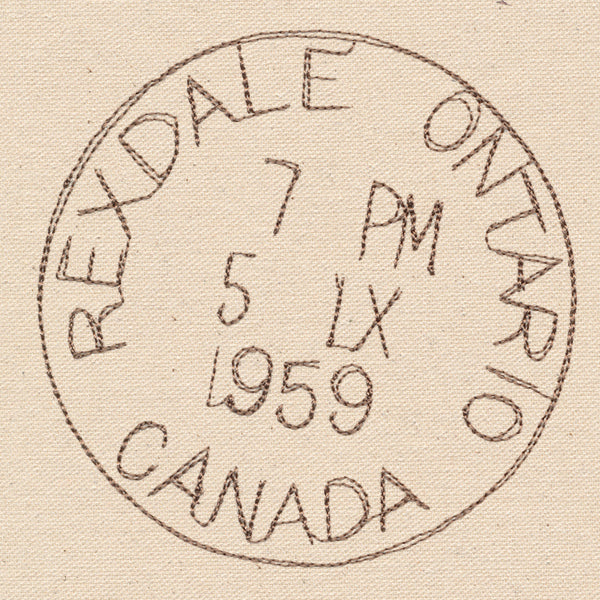 REXDALE ONTARIO
7 PM
5 IX
1959
CANADA